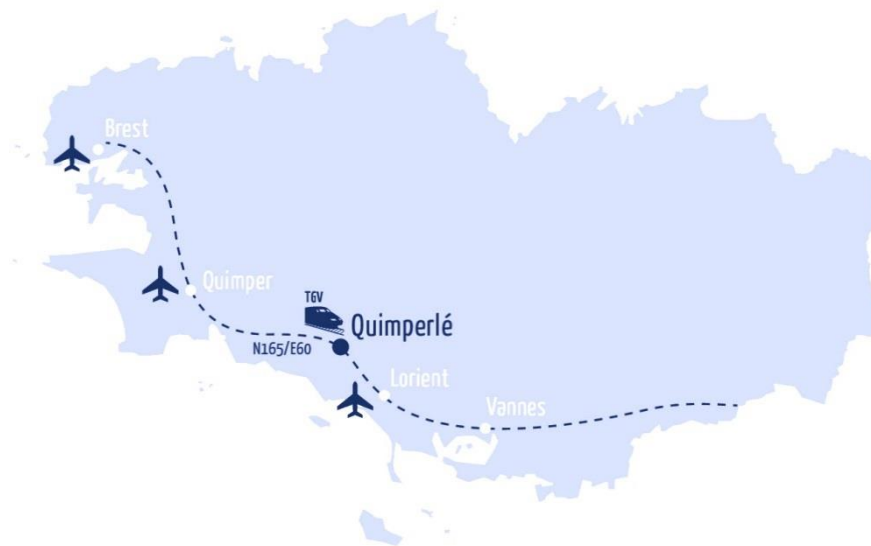 Brest
Quimper
TGV
Quimperlé
N165/E60
Lorient
Vannes